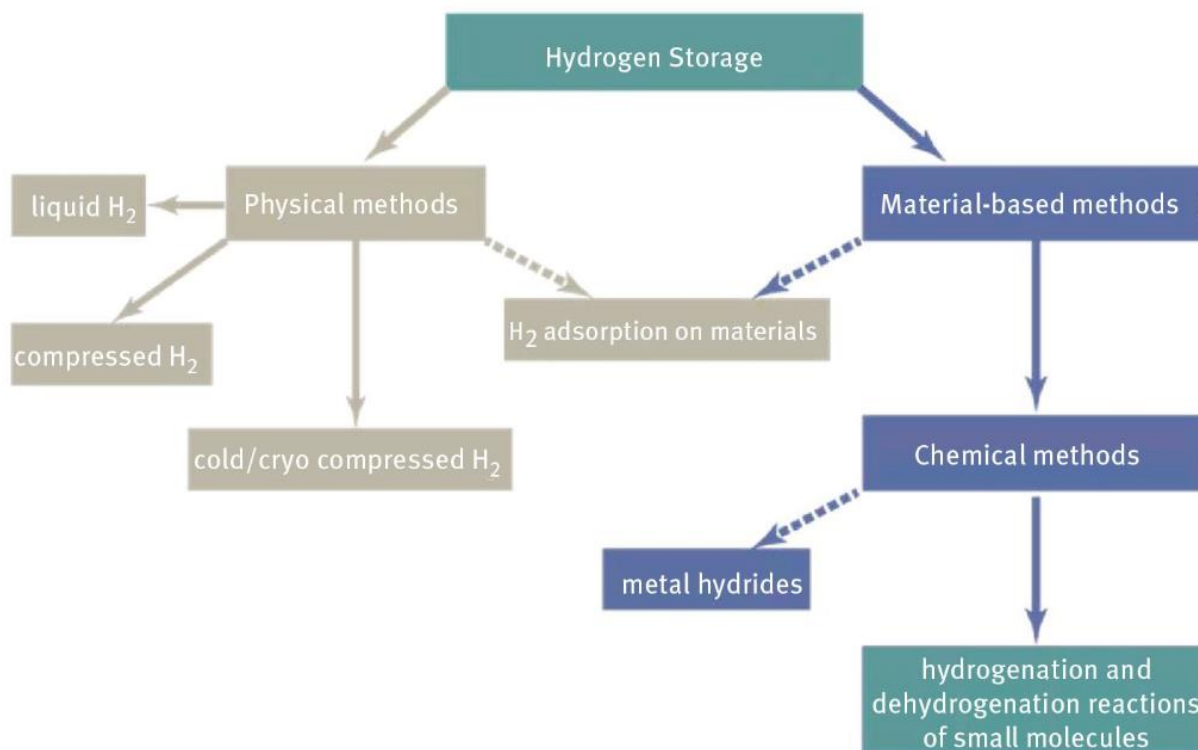 Hydrogen Storage
Physical methods
Material-based methods
liquid H₂
H₂ adsorption on materials
compressed H₂
cold/cryo compressed H₂
Chemical methods
metal hydrides
hydrogenation and
dehydrogenation reactions
of small molecules